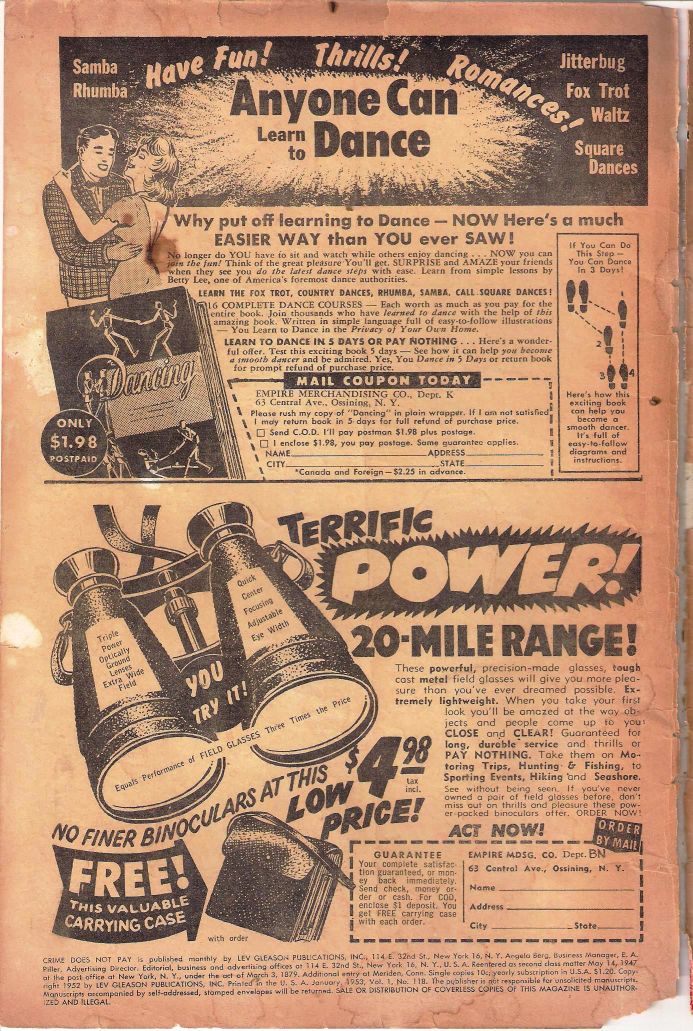 Samba
Rhumba
Have Fun! Thrills! Romances!
Jitterbug
Fox Trot
Waltz
Square
Dances
Anyone Can
Learn
to Dance
Why put off learning to Dance — NOW Here's a much
EASIER WAY than YOU ever SAW!
No longer do YOU have to sit and watch while others enjoy dancing . . . NOW you can
join the fun! Think of the great pleasure You'll get. SURPRISE and AMAZE your friends
when they see you do the latest dance steps with ease. Learn from simple lessons by
Betty Lee, one of America's foremost dance authorities.
LEARN THE FOX TROT, COUNTRY DANCES, RHUMBA, SAMBA, CALL SQUARE DANCES!
16 COMPLETE DANCE COURSES — Each worth as much as you pay for the
entire book. Join thousands who have learned to dance with the help of this
amazing book. Written in simple language full of easy-to-follow illustrations
— You Learn to Dance in the Privacy of Your Own Home.
LEARN TO DANCE IN 5 DAYS OR PAY NOTHING . . . Here's a wonder-
ful offer. Test this exciting book 5 days — See how it can help you become
a smooth dancer and be admired. Yes, You Dance in 5 Days or return book
for prompt refund of purchase price.
If You Can Do
This Step —
You Can Dance
In 3 Days!
2
3
4
Here's how this
exciting book
can help you
become a
smooth dancer.
It's full of
easy-to-follow
diagrams and
instructions.
Dancing
ONLY
$1.98
POSTPAID
MAIL COUPON TODAY
EMPIRE MERCHANDISING CO., Dept. K
63 Central Ave., Ossining, N. Y.
Please rush my copy of "Dancing" in plain wrapper. If I am not satisfied
I may return book in 5 days for full refund of purchase price.
Send C.O.D. I'll pay postman $1.98 plus postage.
I enclose $1.98, you pay postage. Same guarantee applies.
NAME ADDRESS
CITY STATE
*Canada and Foreign — $2.25 in advance.
TERRIFIC
POWER!
20-MILE RANGE!
Triple
Power
Optically
Ground
Lenses
Extra Wide
Field
Quick
Center
Focusing
Adjustable
Eye Width
YOU
TRY IT!
Equals Performance of FIELD GLASSES Three Times the Price
These powerful, precision-made glasses, tough
cast metal field glasses will give you more plea-
sure than you've ever dreamed possible. Ex-
tremely lightweight. When you take your first
look you'll be amazed at the way ob-
jects and people come up to you
CLOSE and CLEAR! Guaranteed for
long, durable service and thrills or
PAY NOTHING. Take them on Mo-
toring Trips, Hunting & Fishing, to
Sporting Events, Hiking and Seashore.
See without being seen. If you've never
owned a pair of field glasses before, don't
miss out on thrills and pleasure these pow-
er-packed binoculars offer. ORDER NOW!
NO FINER BINOCULARS AT THIS
LOW
PRICE!
$4.98
tax
incl.
ACT NOW!
ORDER
BY MAIL
FREE!
THIS VALUABLE
CARRYING CASE
with order
GUARANTEE
Your complete satisfac-
tion guaranteed, or mon-
ey back immediately.
Send check, money or-
der or cash. For COD,
enclose $1 deposit. You
get FREE carrying case
with each order.
EMPIRE MDSG. CO. Dept. BN
63 Central Ave., Ossining, N. Y.
Name
Address
City State
CRIME DOES NOT PAY is published monthly by LEV GLEASON PUBLICATIONS, INC., 114 E. 32nd St., New York 16, N. Y. Angela Berg, Business Manager, E. A.
Piller, Advertising Director. Editorial, business and advertising offices at 114 E. 32nd St., New York 16, N. Y., U. S. A. Reentered as second class matter May 14, 1947
at the post office at New York, N. Y., under the act of March 3, 1879. Additional entry at Meriden, Conn. Single copies 10c; yearly subscription in U.S.A. $1.20. Copy-
right 1952 by LEV GLEASON PUBLICATIONS, INC. Printed in the U. S. A. January, 1953, Vol. 1, No. 118. The publisher is not responsible for unsolicited manuscripts.
Manuscripts accompanied by self-addressed, stamped envelopes will be returned. SALE OR DISTRIBUTION OF COVERLESS COPIES OF THIS MAGAZINE IS UNAUTHOR-
IZED AND ILLEGAL.